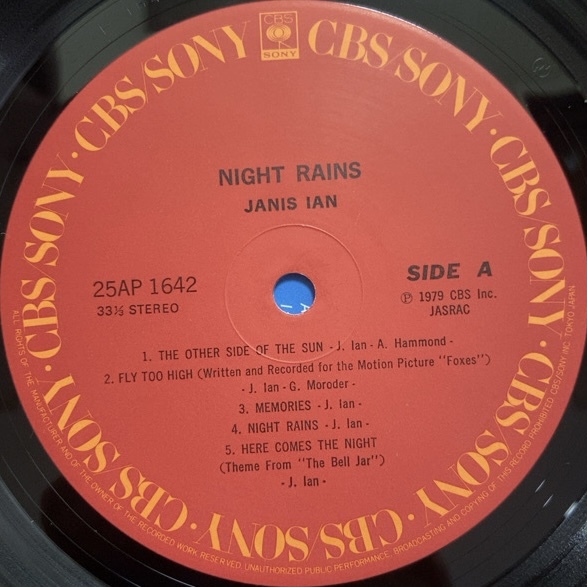 CBS/SONY · CBS/SONY · CBS/SONY · CBS/SONY · CBS/SONY · CBS/SONY · CBS/SONY · CBS/SONY
CBS
SONY
NIGHT RAINS
JANIS IAN
25AP 1642
33⅓ STEREO
SIDE A
℗ 1979 CBS Inc.
JASRAC
1. THE OTHER SIDE OF THE SUN - J. Ian - A. Hammond -
2. FLY TOO HIGH (Written and Recorded for the Motion Picture "Foxes")
- J. Ian - G. Moroder -
3. MEMORIES - J. Ian -
4. NIGHT RAINS - J. Ian -
5. HERE COMES THE NIGHT
(Theme From "The Bell Jar")
- J. Ian -
ALL RIGHTS OF THE MANUFACTURER AND OF THE OWNER OF THE RECORDED WORK RESERVED UNAUTHORIZED PUBLIC PERFORMANCE, BROADCASTING AND COPYING OF THIS RECORD PROHIBITED CBS/SONY INC. TOKYO JAPAN